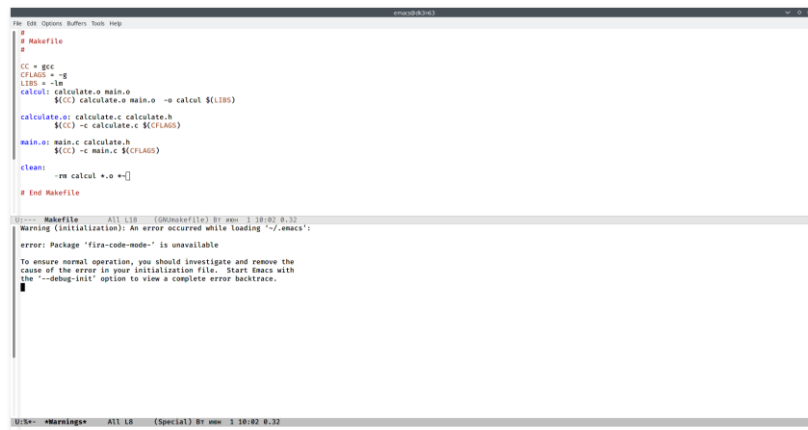 emacs@dk3n63
File Edit Options Buffers Tools Help
#
# Makefile
#
CC = gcc
CFLAGS = -g
LIBS = -lm
calcul: calculate.o main.o
$(CC) calculate.o main.o -o calcul $(LIBS)
calculate.o: calculate.c calculate.h
$(CC) -c calculate.c $(CFLAGS)
main.o: main.c calculate.h
$(CC) -c main.c $(CFLAGS)
clean:
-rm calcul *.o *~
# End Makefile
U:--- Makefile All L18 (GNUmakefile) Вт июн 1 10:02 0.32
Warning (initialization): An error occurred while loading ‘~/.emacs’:
error: Package ‘fira-code-mode-’ is unavailable
To ensure normal operation, you should investigate and remove the
cause of the error in your initialization file. Start Emacs with
the ‘--debug-init’ option to view a complete error backtrace.
U:%*- *Warnings* All L8 (Special) Вт июн 1 10:02 0.32